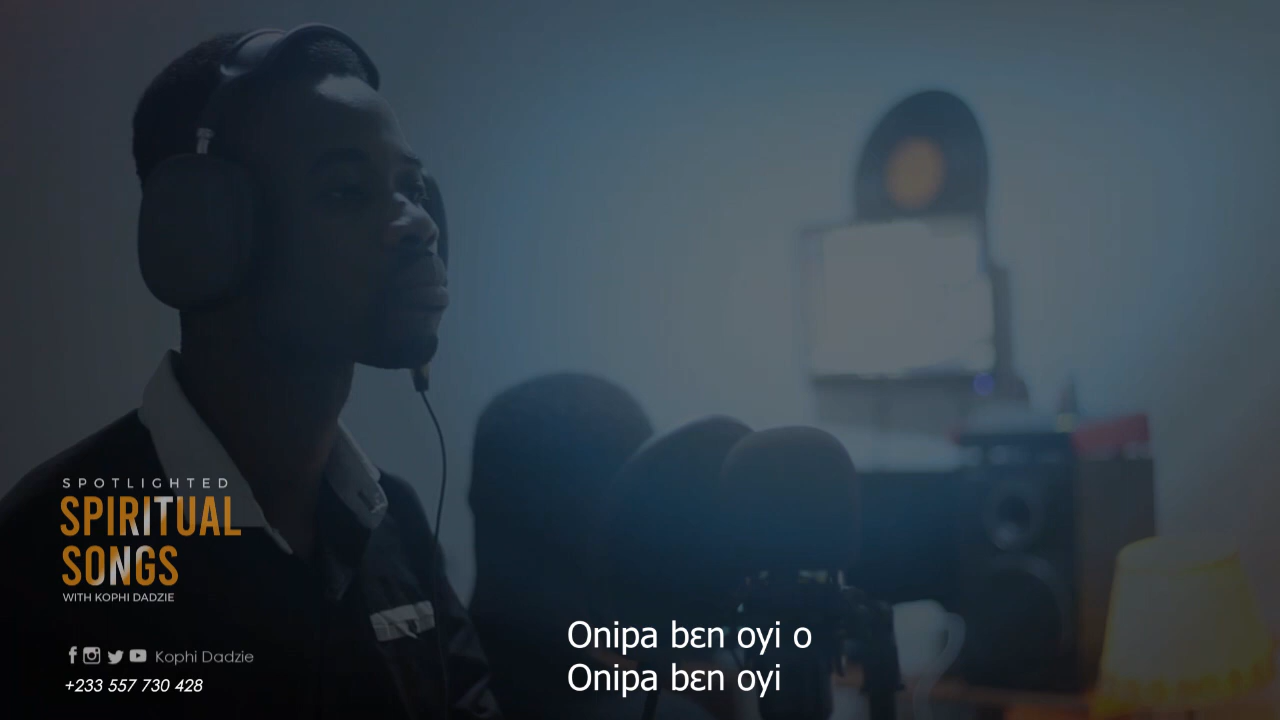 SPOTLIGHTED
SPIRITUAL
SONGS
WITH KOPHI DADZIE
Kophi Dadzie
+233 557 730 428
Onipa bɛn oyi o
Onipa bɛn oyi